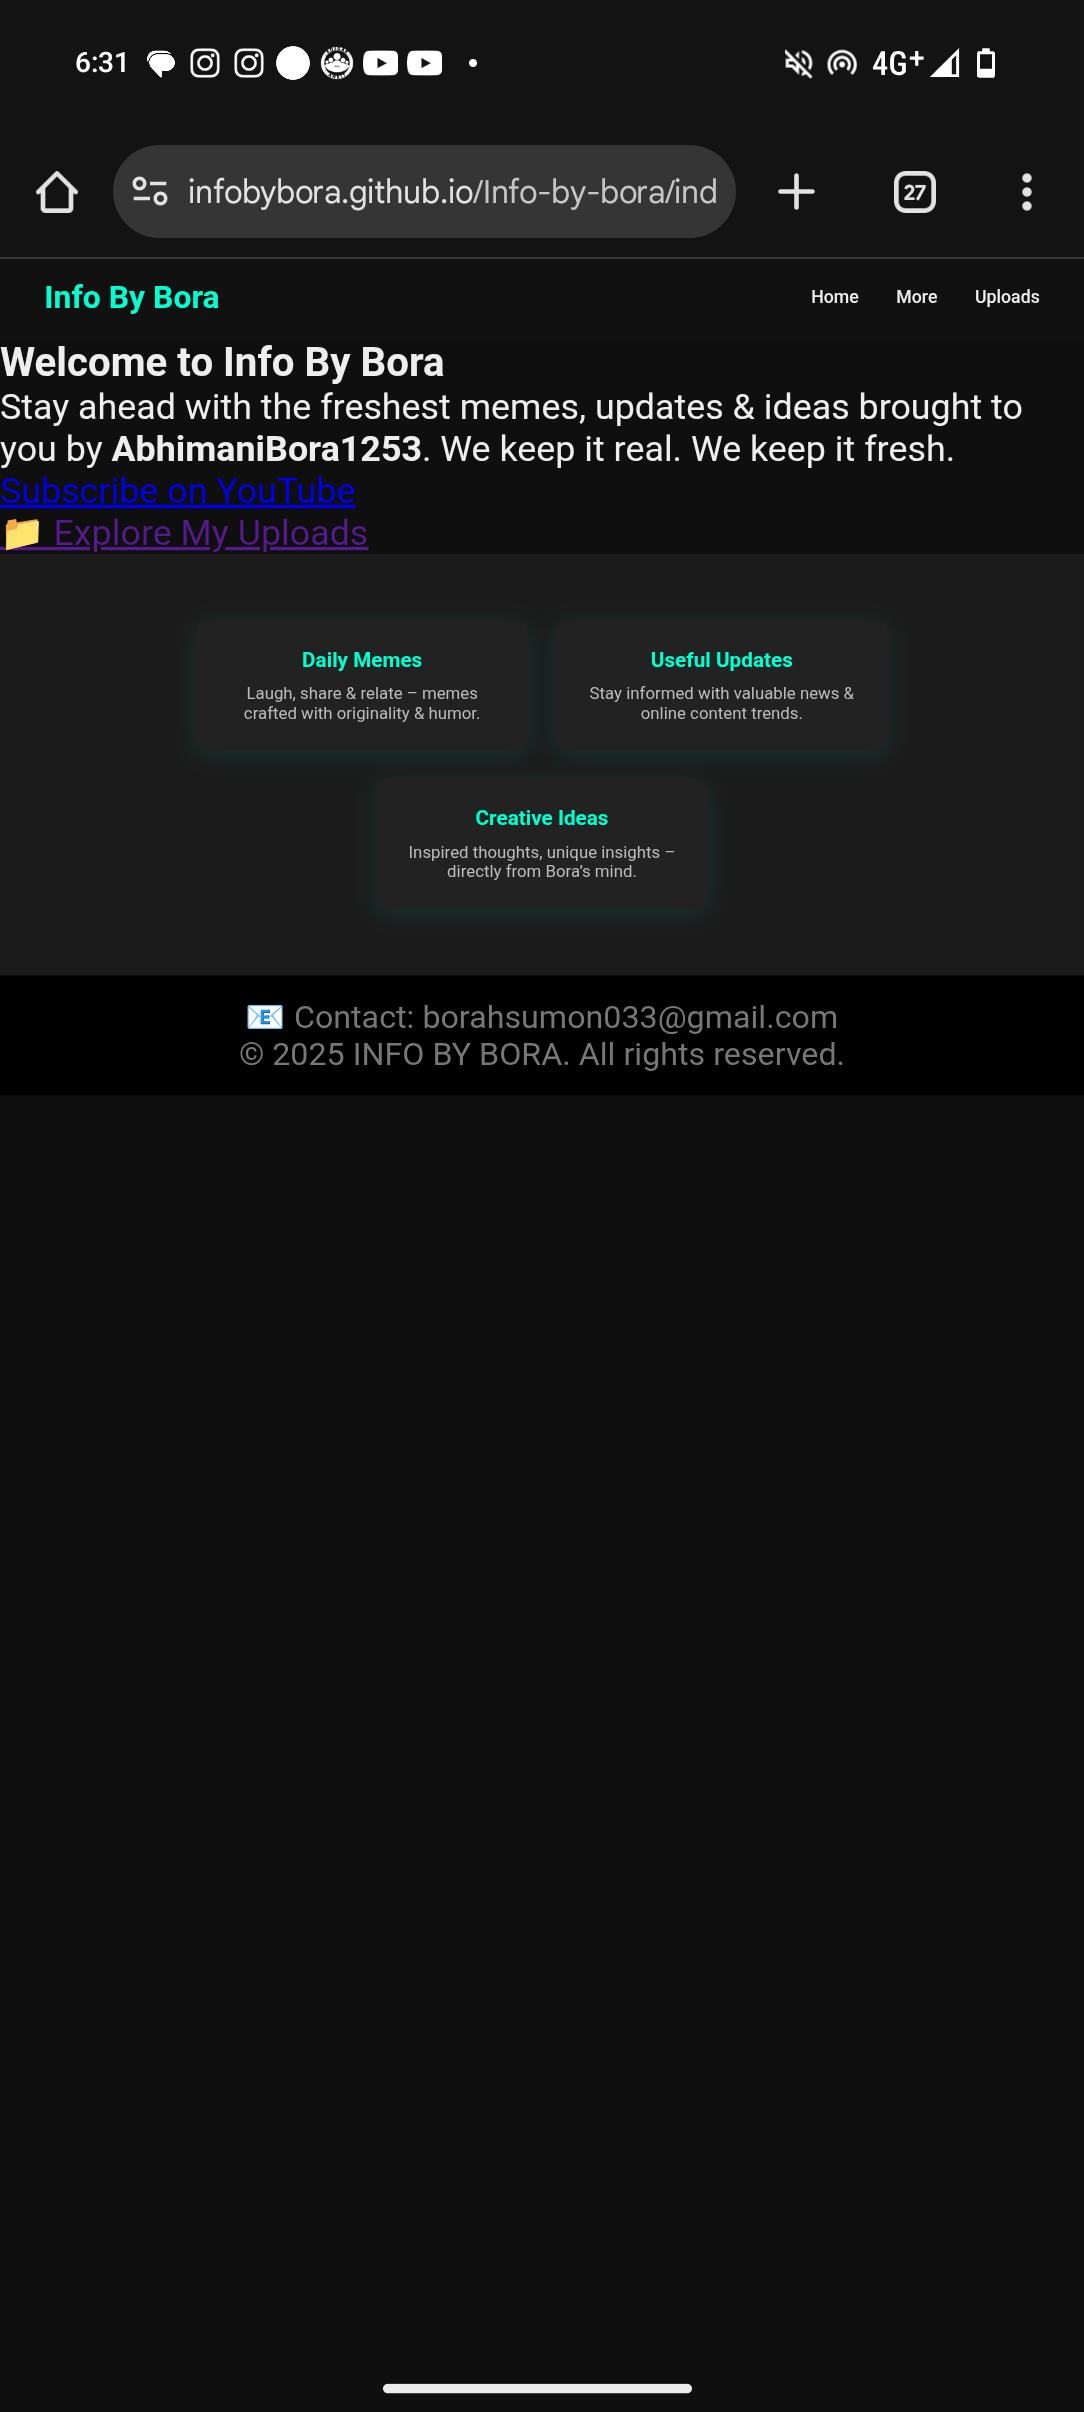 6:31
4G+
infobybora.github.io/Info-by-bora/ind
27
Info By Bora
Home More Uploads
Welcome to Info By Bora
Stay ahead with the freshest memes, updates & ideas brought to
you by AbhimaniBora1253. We keep it real. We keep it fresh.
Subscribe on YouTube
📁 Explore My Uploads
Daily Memes
Laugh, share & relate – memes
crafted with originality & humor.
Useful Updates
Stay informed with valuable news &
online content trends.
Creative Ideas
Inspired thoughts, unique insights –
directly from Bora’s mind.
📧 Contact: borahsumon033@gmail.com
© 2025 INFO BY BORA. All rights reserved.